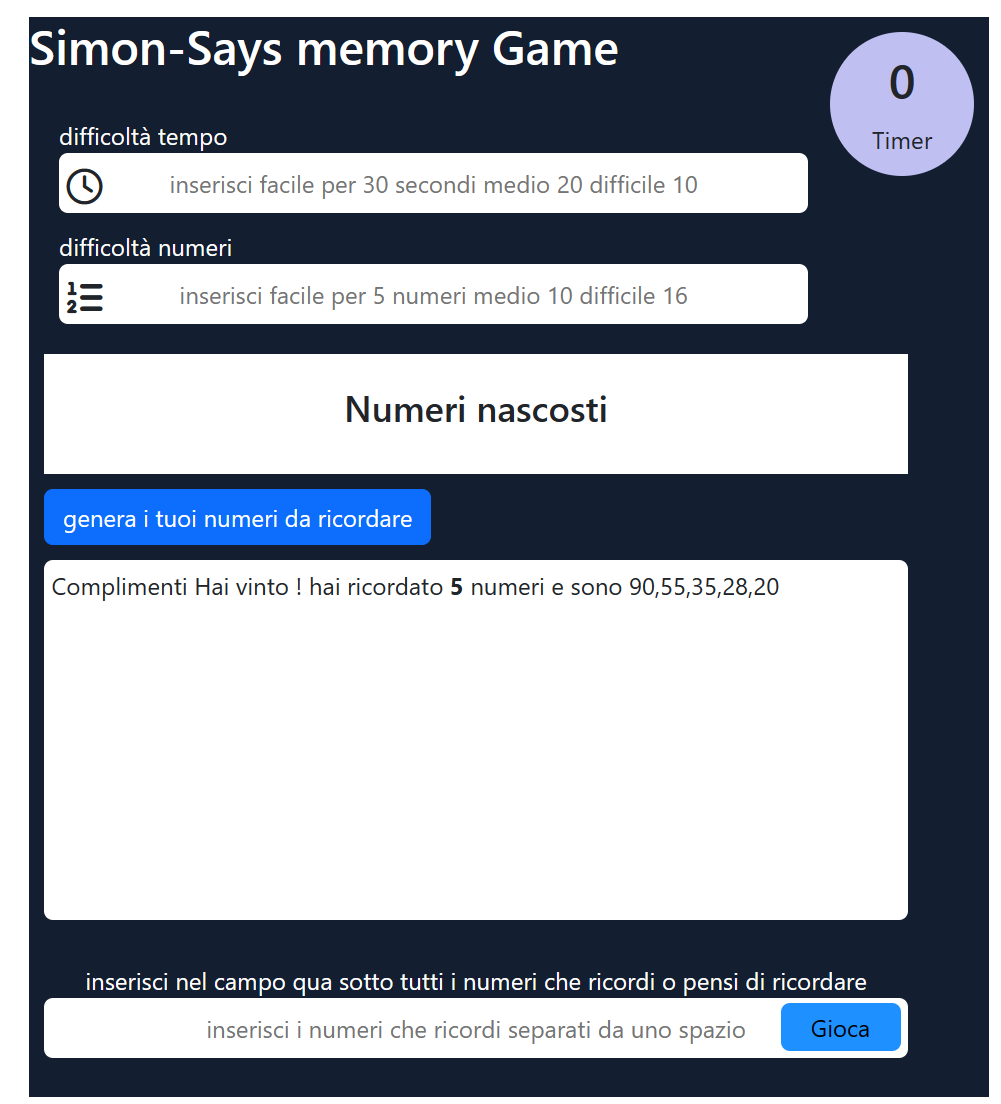 Simon-Says memory Game
0
Timer
difficoltà tempo
inserisci facile per 30 secondi medio 20 difficile 10
difficoltà numeri
inserisci facile per 5 numeri medio 10 difficile 16
Numeri nascosti
genera i tuoi numeri da ricordare
Complimenti Hai vinto ! hai ricordato 5 numeri e sono 90,55,35,28,20
inserisci nel campo qua sotto tutti i numeri che ricordi o pensi di ricordare
inserisci i numeri che ricordi separati da uno spazio
Gioca